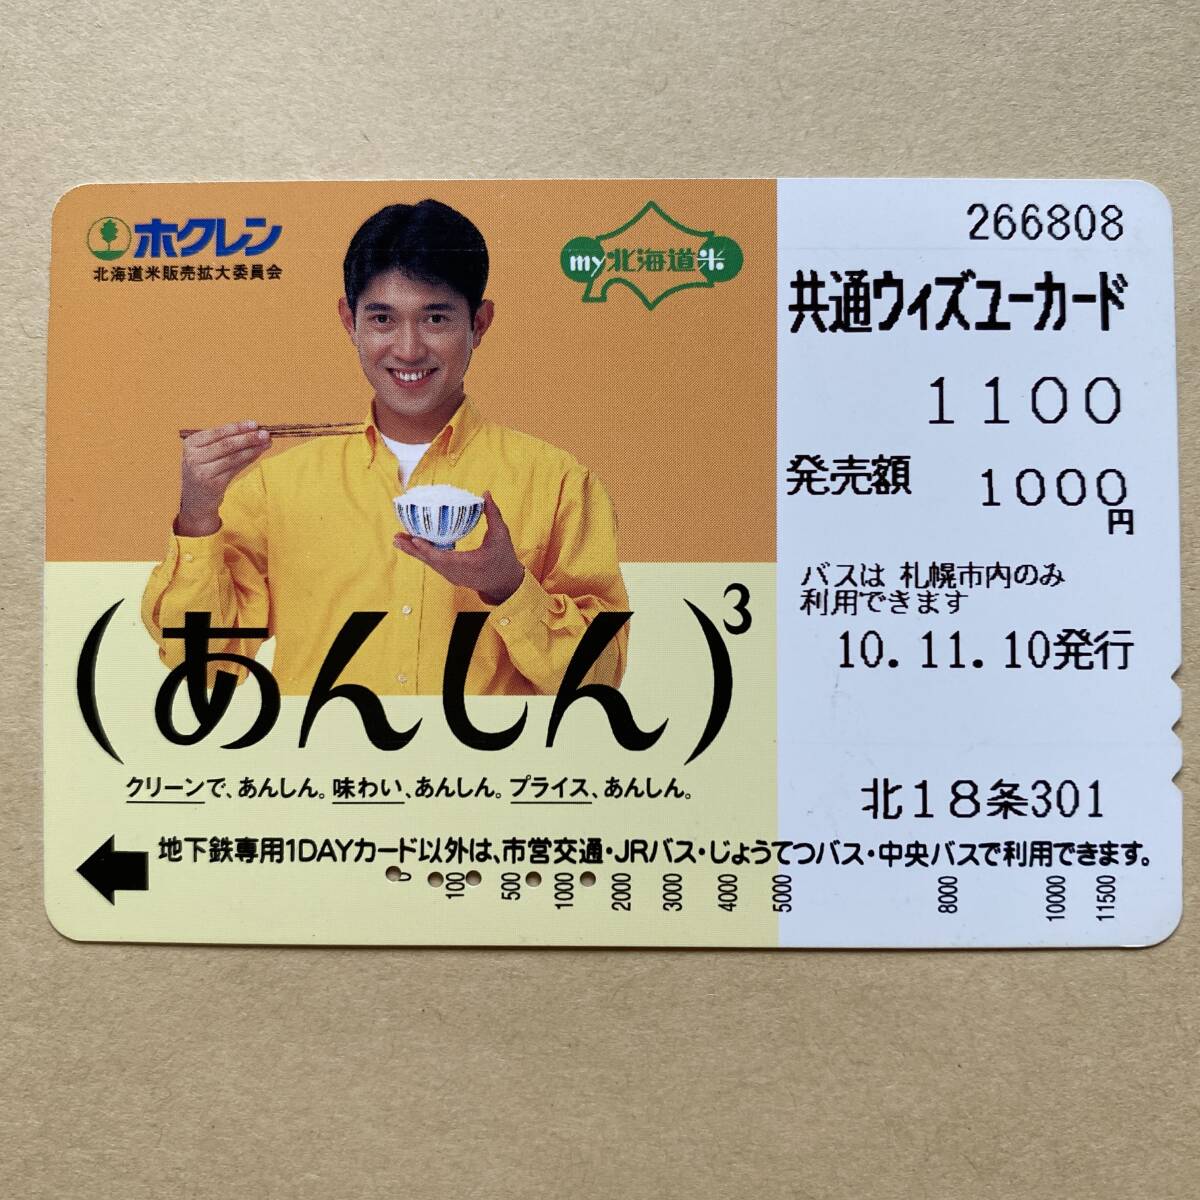 ホクレン
北海道米販売拡大委員会
my北海道米
(あんしん)3
クリーンで、あんしん。味わい、あんしん。プライス、あんしん。
266808
共通ウィズユーカード
1100
発売額 1000円
バスは 札幌市内のみ
利用できます
10.11.10発行
北18条301
地下鉄専用1DAYカード以外は、市営交通・JRバス・じょうてつバス・中央バスで利用できます。
0 100 500 1000 2000 3000 4000 5000 8000 10000 11500